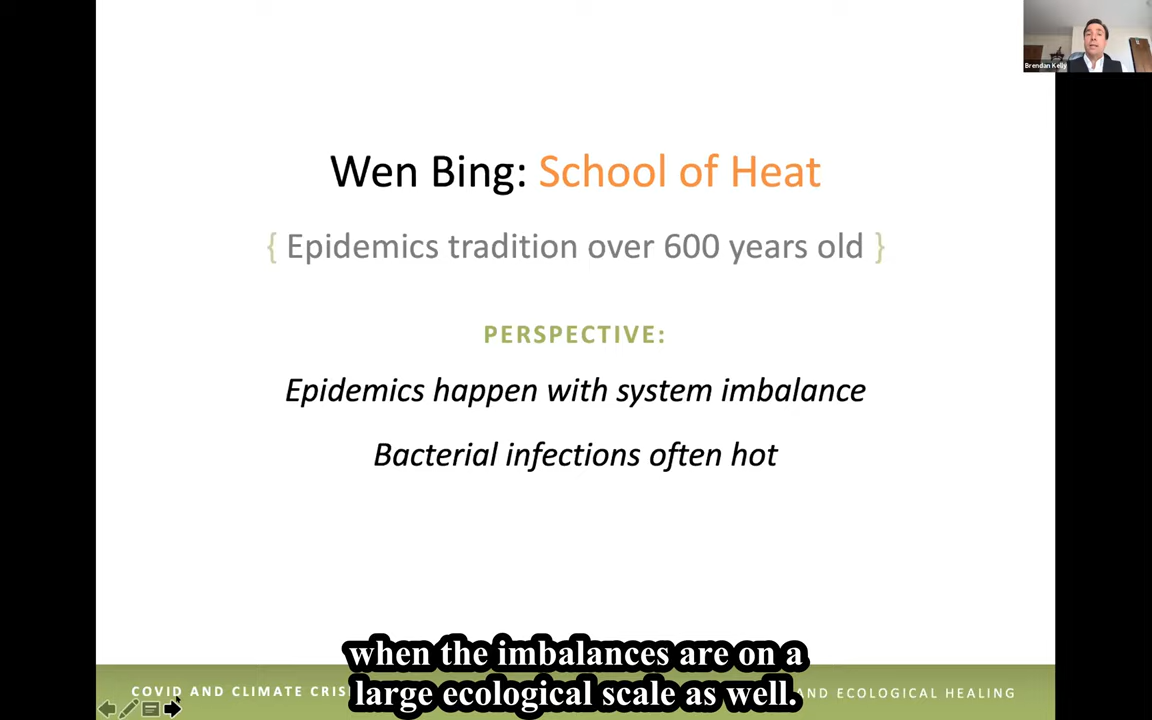 Brendan Kelly
Wen Bing: School of Heat
{ Epidemics tradition over 600 years old }
PERSPECTIVE:
Epidemics happen with system imbalance
Bacterial infections often hot
when the imbalances are on a
large ecological scale as well.
COVID AND CLIMATE CRIS
AND ECOLOGICAL HEALING